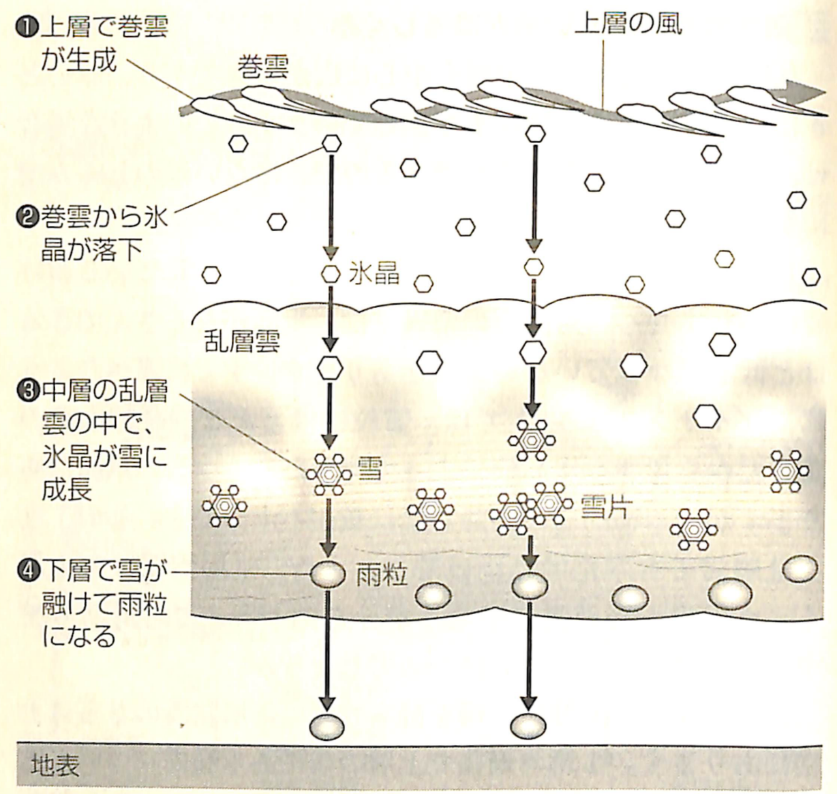 ❶上層で巻雲
が生成
巻雲
上層の風
❷巻雲から氷
晶が落下
氷晶
乱層雲
❸中層の乱層
雲の中で、
氷晶が雪に
成長
雪
雪片
❹下層で雪が
融けて雨粒
になる
雨粒
地表